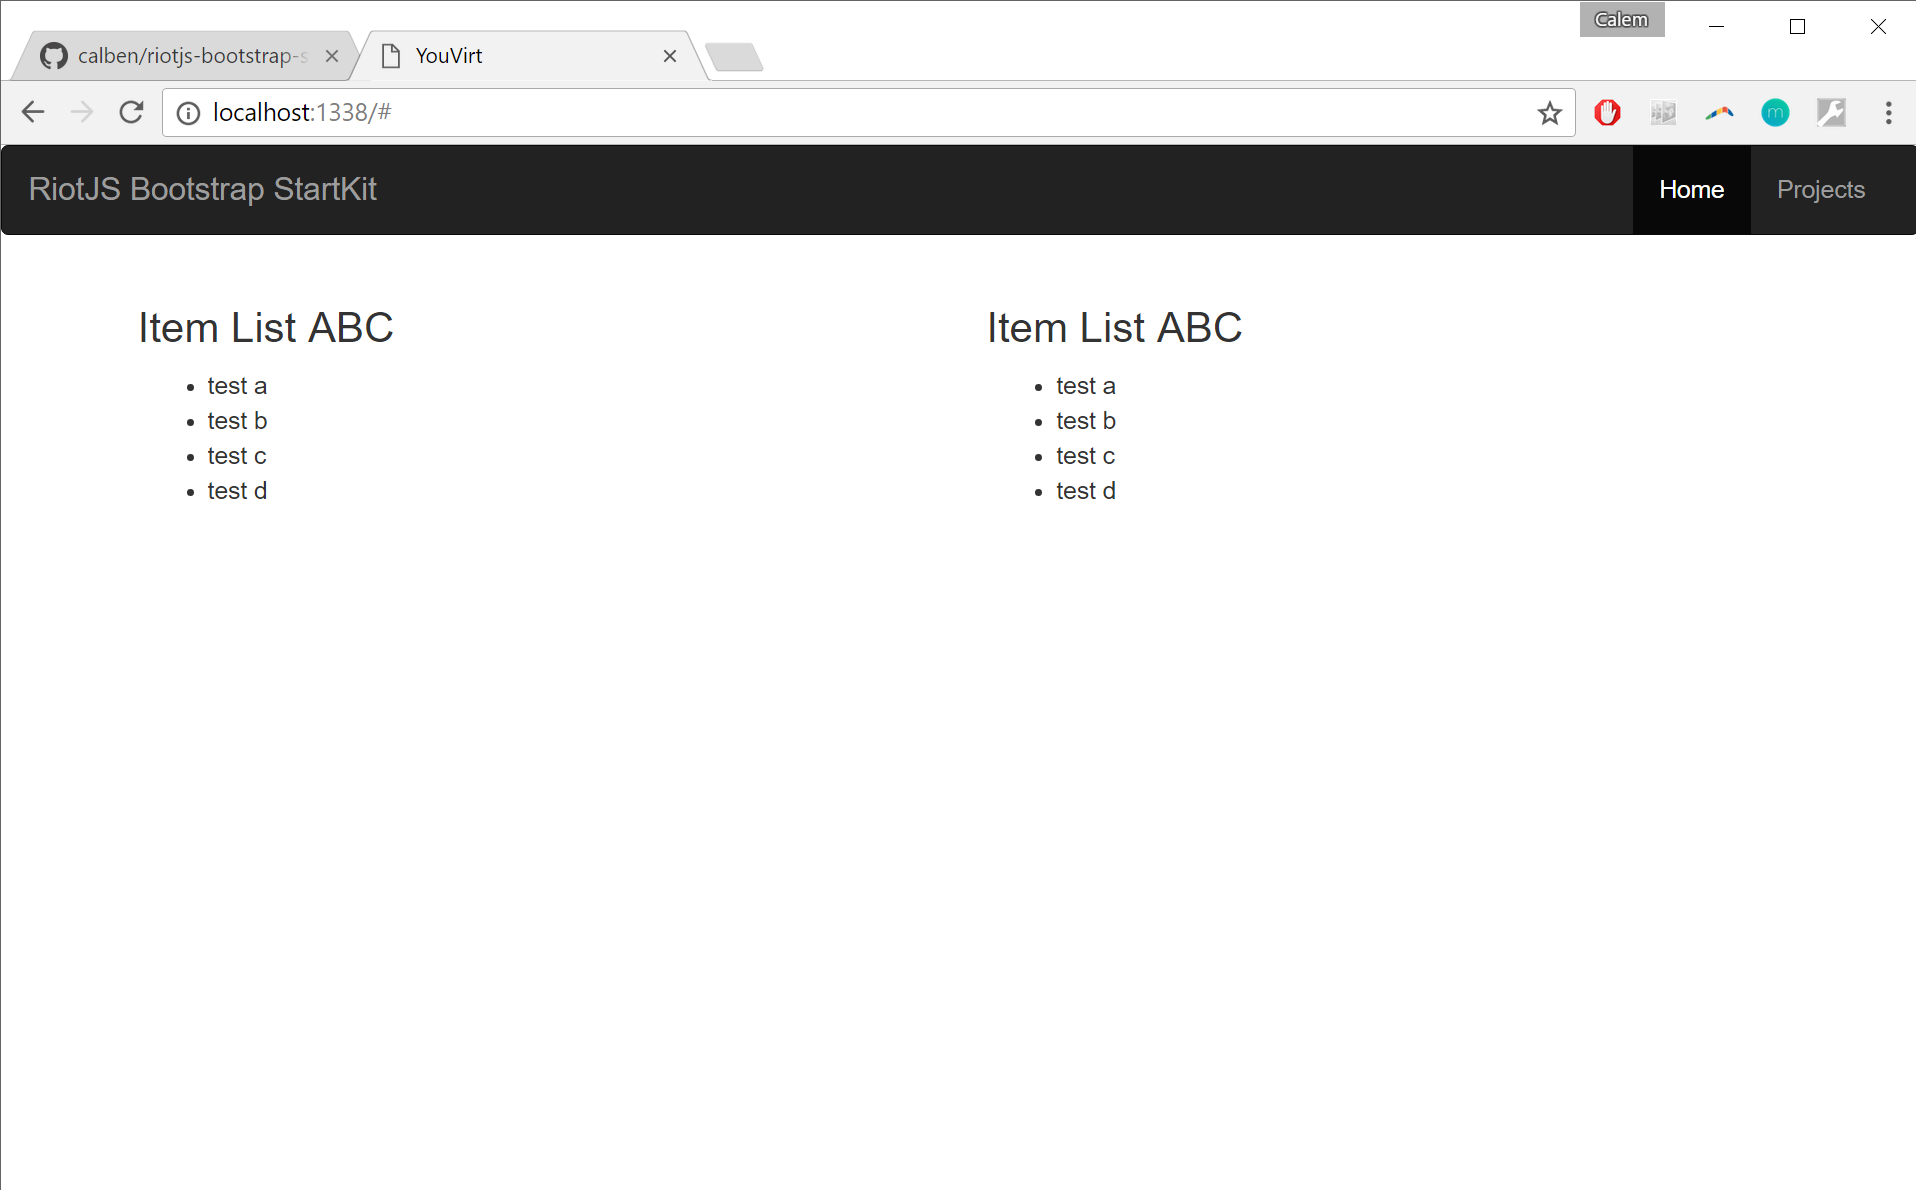 Calem
calben/riotjs-bootstrap-s
YouVirt
localhost:1338/#
m
RiotJS Bootstrap StartKit
Home
Projects
Item List ABC
test a
test b
test c
test d
Item List ABC
test a
test b
test c
test d